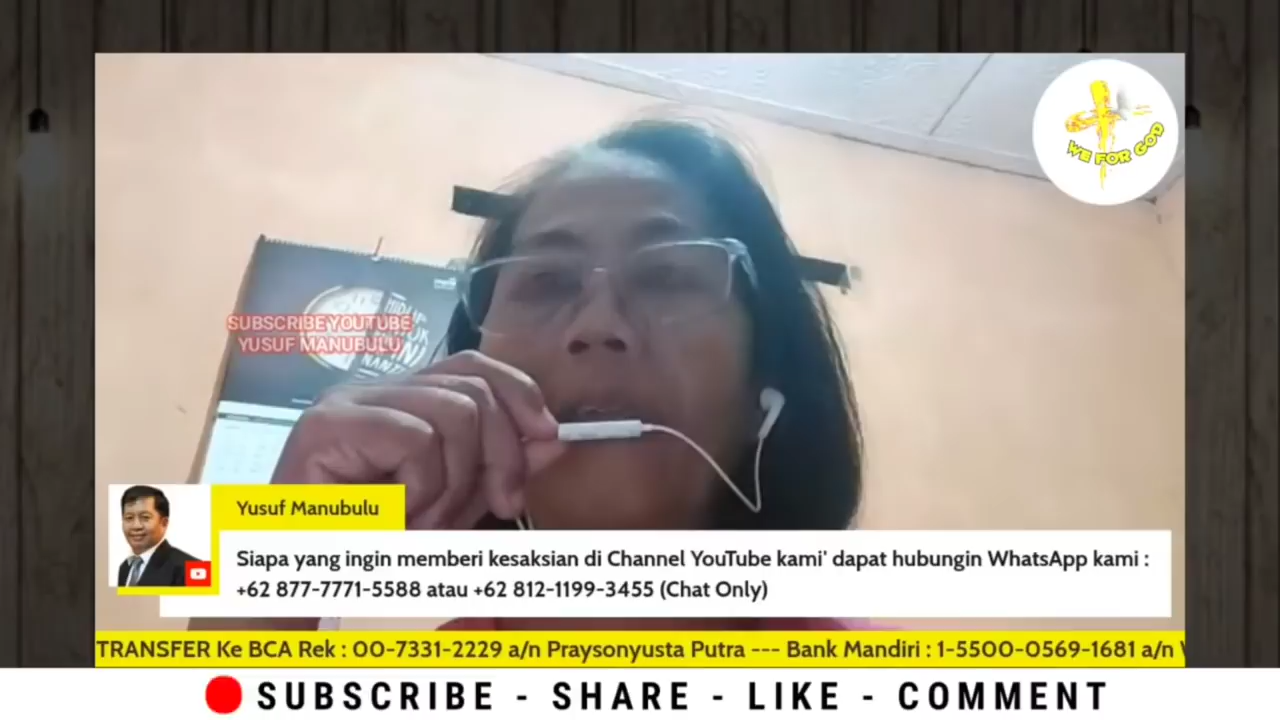 WE FOR GOD
SUBSCRIBE YOUTUBE
YUSUF MANUBULU
Yusuf Manubulu
Siapa yang ingin memberi kesaksian di Channel YouTube kami' dapat hubungin WhatsApp kami :
+62 877-7771-5588 atau +62 812-1199-3455 (Chat Only)
TRANSFER Ke BCA Rek : 00-7331-2229 a/n Praysonyusta Putra --- Bank Mandiri : 1-5500-0569-1681 a/n
SUBSCRIBE - SHARE - LIKE - COMMENT